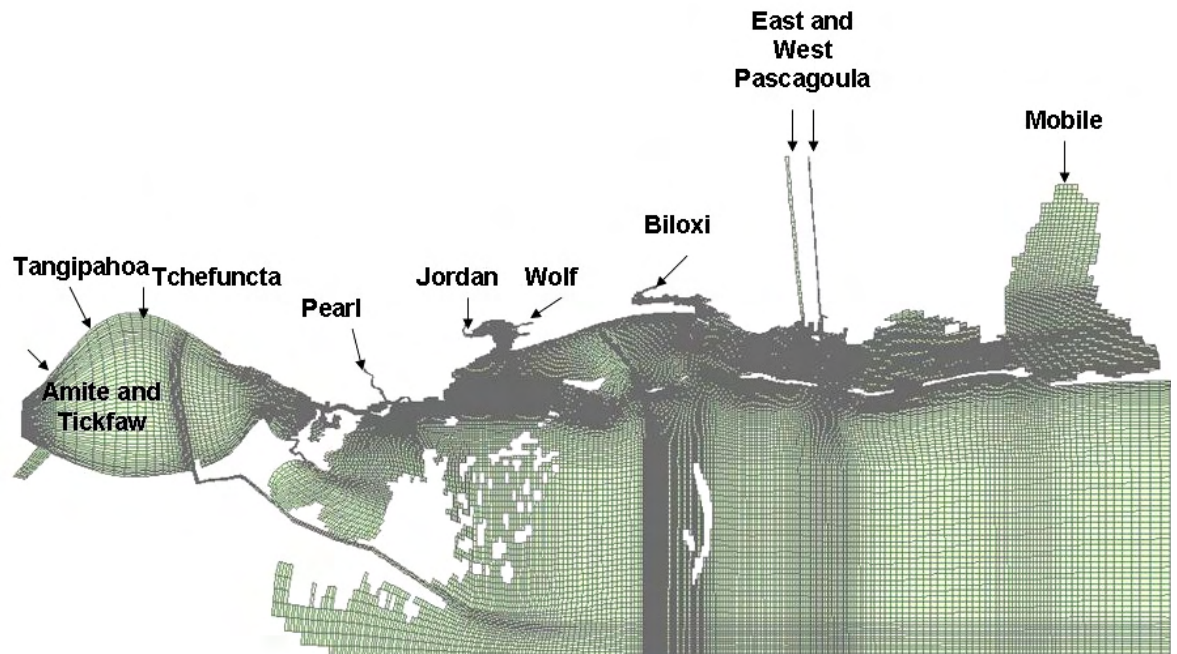 East and
West
Pascagoula
Mobile
Biloxi
Tangipahoa
Tchefuncta
Jordan
Wolf
Pearl
Amite and
Tickfaw